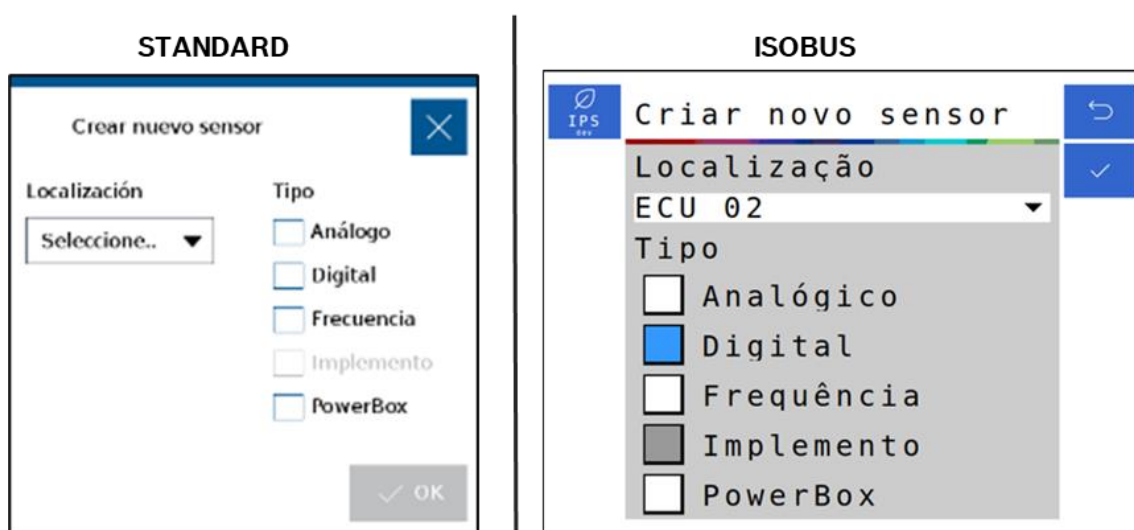 STANDARD
Crear nuevo sensor
Localización
Seleccione..
Tipo
Análogo
Digital
Frecuencia
Implemento
PowerBox
OK
ISOBUS
IPS
dev
Criar novo sensor
Localização
ECU 02
Tipo
Analógico
Digital
Frequência
Implemento
PowerBox